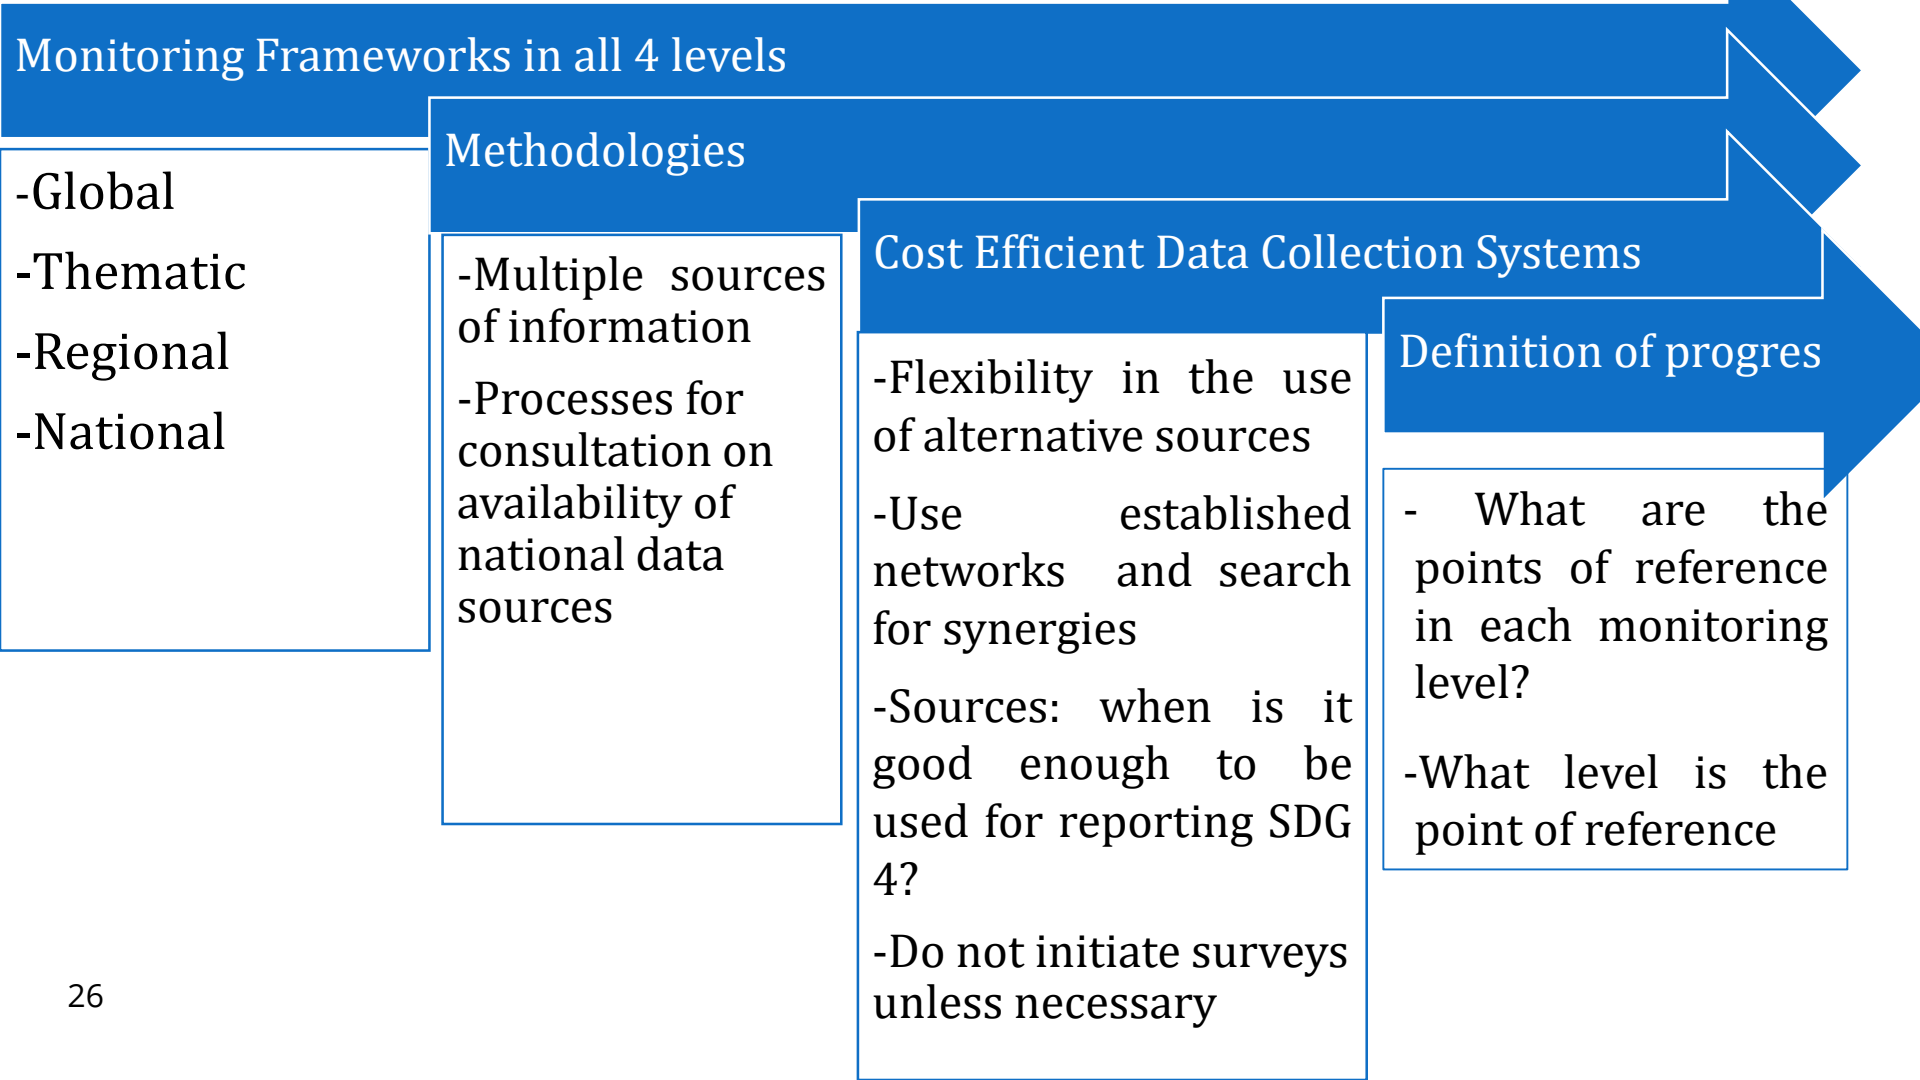 Monitoring Frameworks in all 4 levels
-Global
-Thematic
-Regional
-National
Methodologies
-Multiple sources
of information
-Processes for
consultation on
availability of
national data
sources
Cost Efficient Data Collection Systems
-Flexibility in the use
of alternative sources
-Use established
networks and search
for synergies
-Sources: when is it
good enough to be
used for reporting SDG
4?
-Do not initiate surveys
unless necessary
Definition of progres
- What are the
points of reference
in each monitoring
level?
-What level is the
point of reference
26